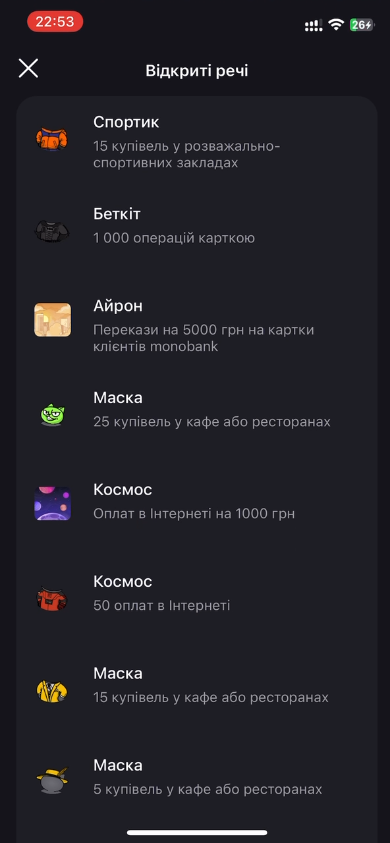 22:53
26
Відкриті речі
Спортик
15 купівель у розважально-
спортивних закладах
Беткіт
1 000 операцій карткою
Айрон
Перекази на 5000 грн на картки
клієнтів monobank
Маска
25 купівель у кафе або ресторанах
Космос
Оплат в Інтернеті на 1000 грн
Космос
50 оплат в Інтернеті
Маска
15 купівель у кафе або ресторанах
Маска
5 купівель у кафе або ресторанах